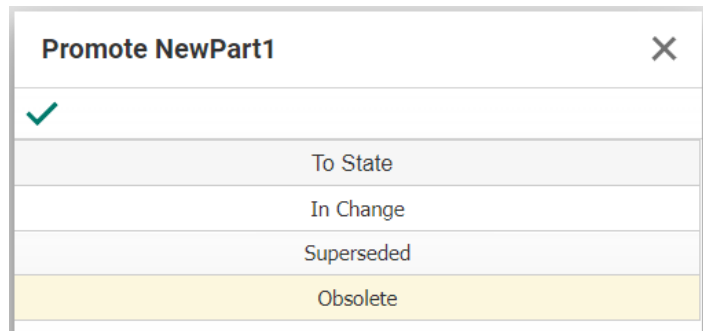 Promote NewPart1
To State
In Change
Superseded
Obsolete